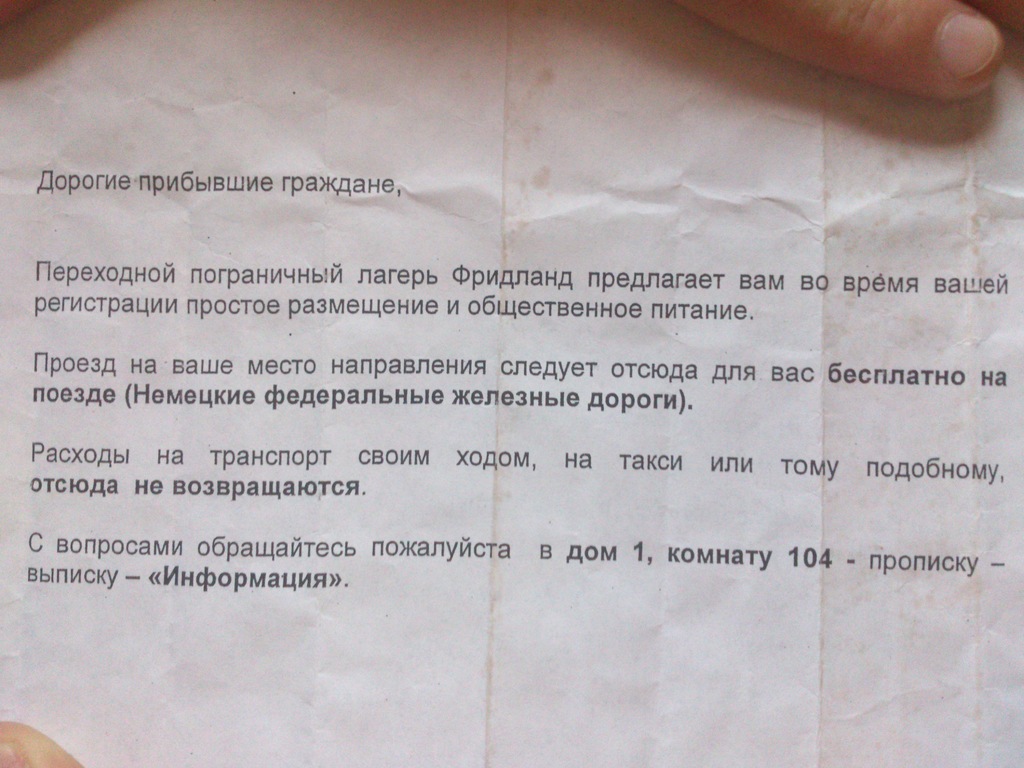 Дорогие прибывшие граждане,
Переходной пограничный лагерь Фридланд предлагает вам во время вашей
регистрации простое размещение и общественное питание.
Проезд на ваше место направления следует отсюда для вас бесплатно на
поезде (Немецкие федеральные железные дороги).
Расходы на транспорт своим ходом, на такси или тому подобному,
отсюда не возвращаются.
С вопросами обращайтесь пожалуйста в дом 1, комнату 104 - прописку –
выписку – «Информация».